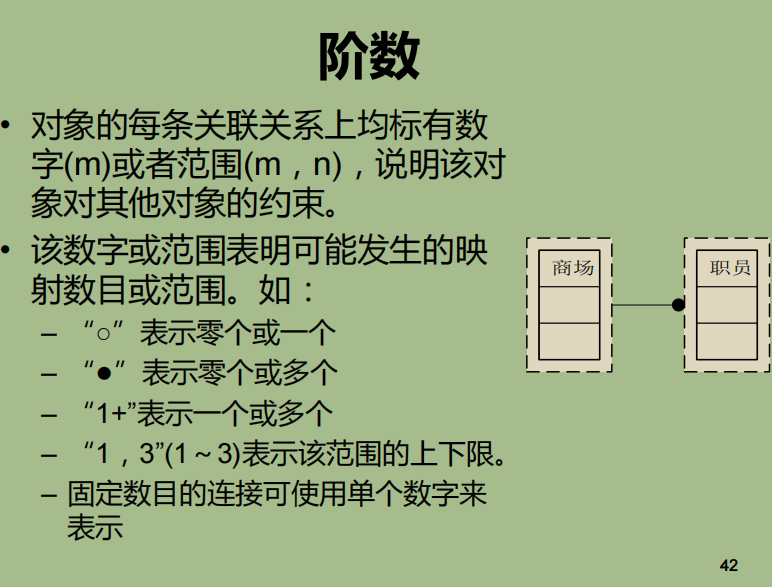 阶数
• 对象的每条关联关系上均标有数
字(m)或者范围(m，n)，说明该对
象对其他对象的约束。
• 该数字或范围表明可能发生的映
射数目或范围。如：
– “○”表示零个或一个
– “●”表示零个或多个
– “1+”表示一个或多个
– “1，3”(1～3)表示该范围的上下限。
– 固定数目的连接可使用单个数字来
表示
商场
职员
42